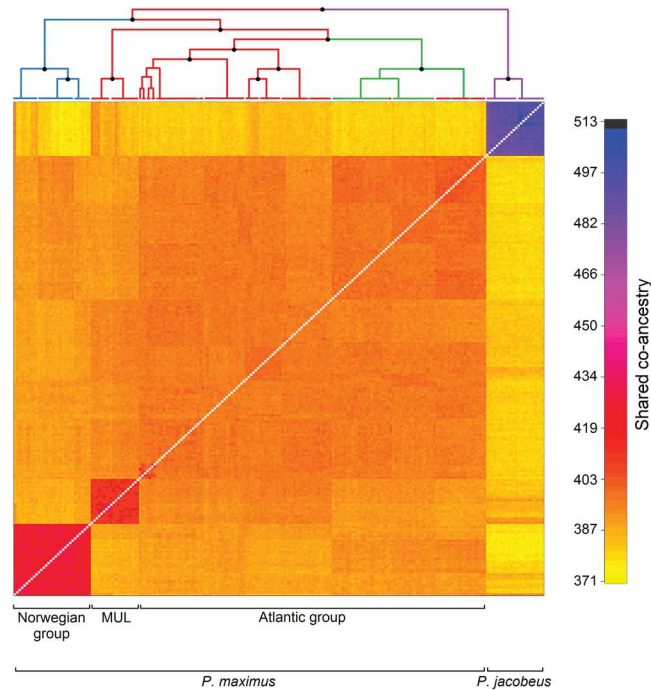 513
497
482
466
450
434
419
403
387
371
Shared co-ancestry
Norwegian group
MUL
Atlantic group
P. maximus
P. jacobeus